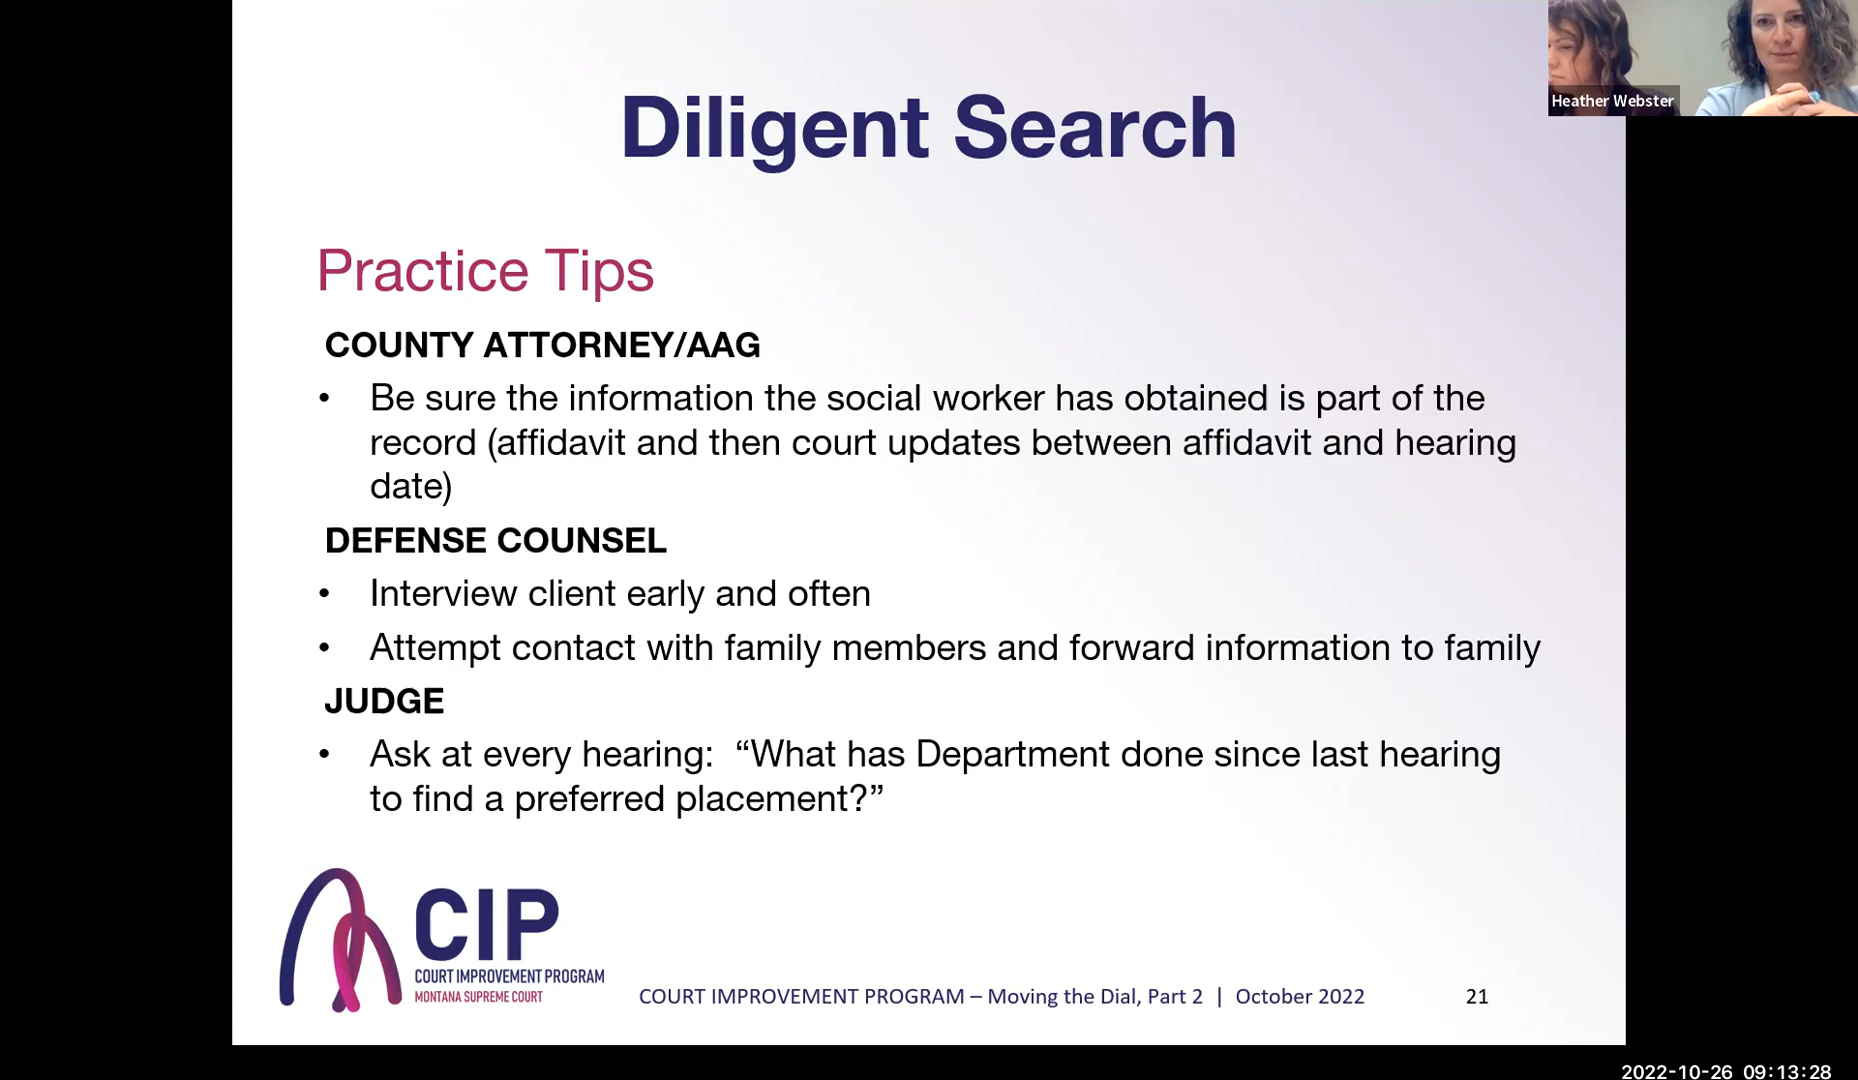 Diligent Search
Heather Webster
Practice Tips
COUNTY ATTORNEY/AAG
• Be sure the information the social worker has obtained is part of the
record (affidavit and then court updates between affidavit and hearing
date)
DEFENSE COUNSEL
• Interview client early and often
• Attempt contact with family members and forward information to family
JUDGE
• Ask at every hearing:  “What has Department done since last hearing
to find a preferred placement?”
CIP
COURT IMPROVEMENT PROGRAM
MONTANA SUPREME COURT
COURT IMPROVEMENT PROGRAM – Moving the Dial, Part 2 | October 2022
21
2022-10-26 09:13:28